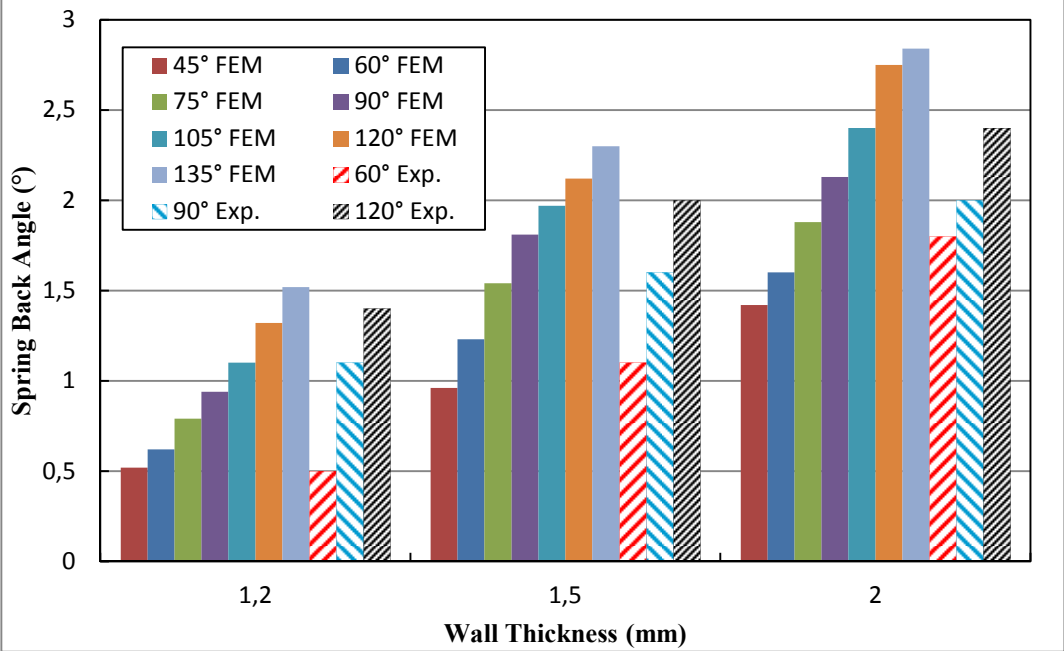 3
2,5
2
1,5
1
0,5
0
Spring Back Angle (°)
45° FEM 60° FEM
75° FEM 90° FEM
105° FEM 120° FEM
135° FEM 60° Exp.
90° Exp. 120° Exp.
1,2 1,5 2
Wall Thickness (mm)